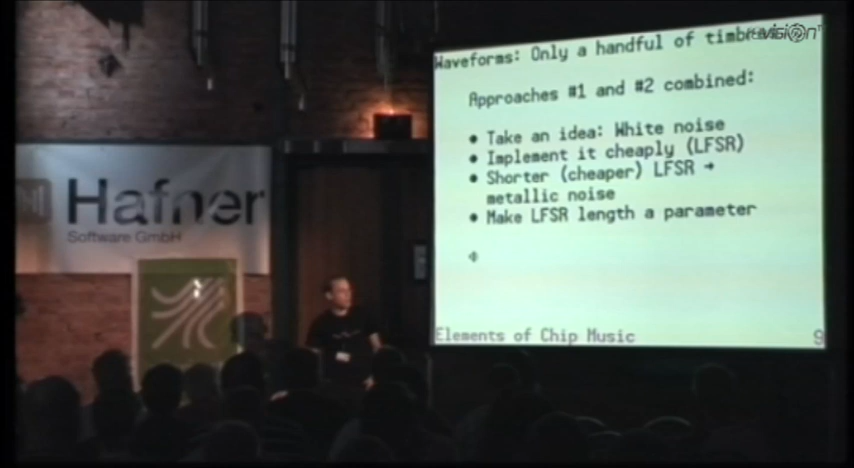 Waveforms: Only a handful of timbres
Approaches #1 and #2 combined:
• Take an idea: White noise
• Implement it cheaply (LFSR)
• Shorter (cheaper) LFSR →
metallic noise
• Make LFSR length a parameter
Elements of Chip Music 9
Hafner
Software GmbH